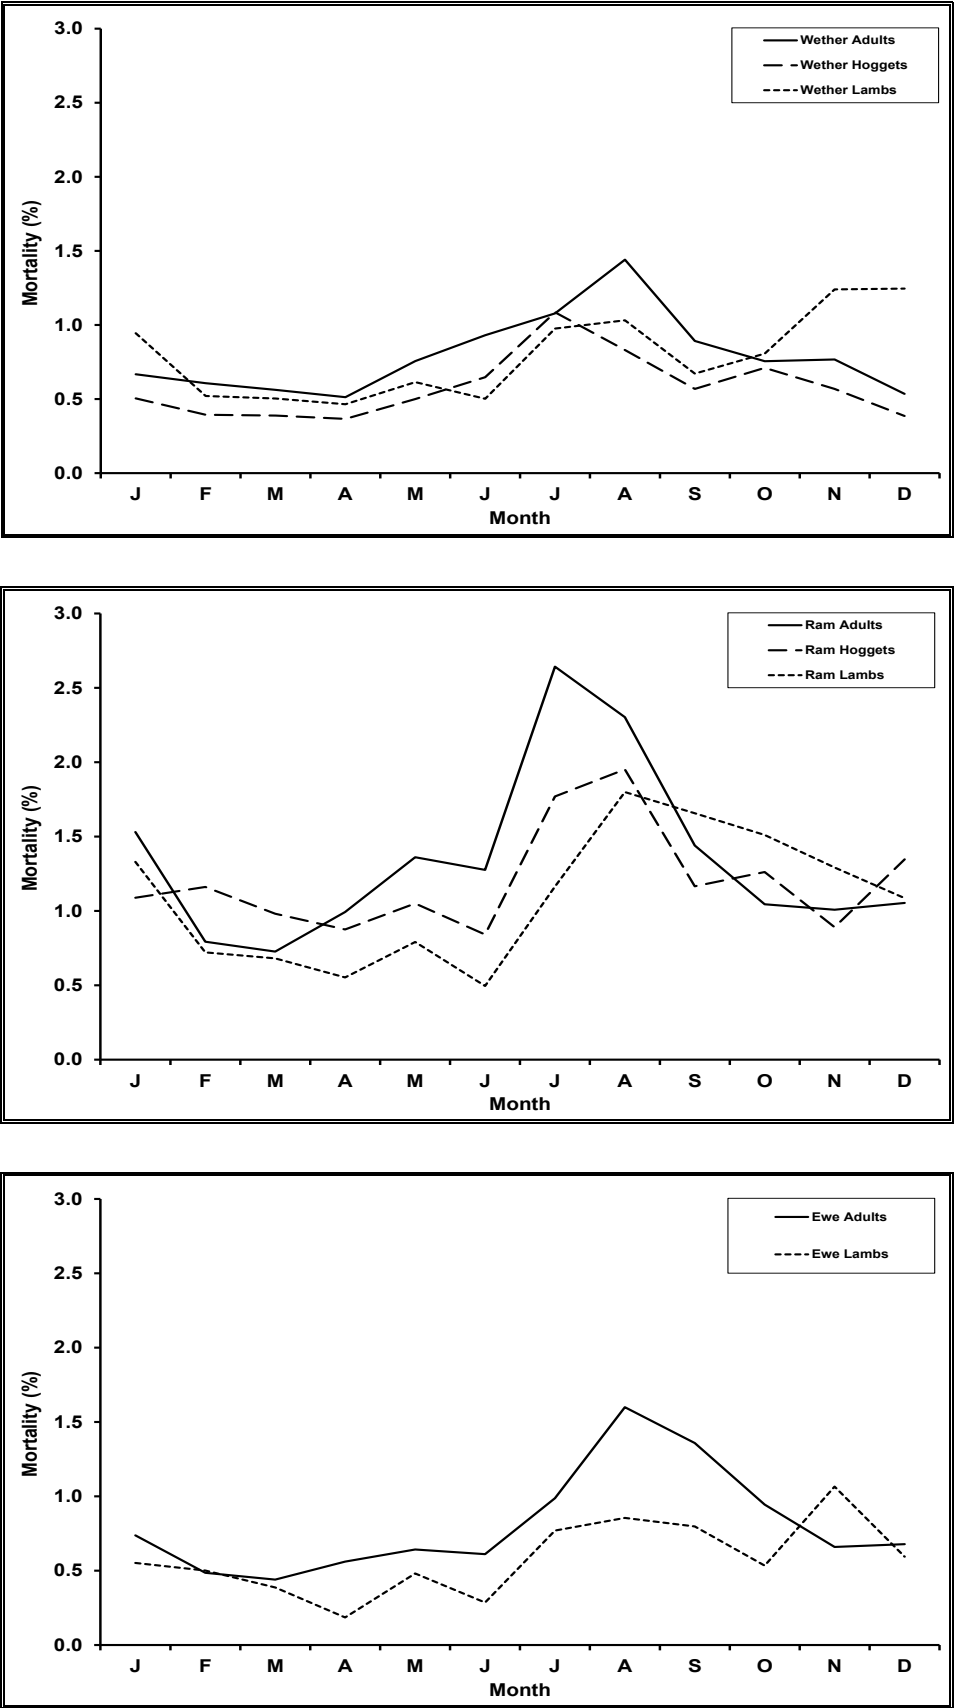 3.0
2.5
2.0
1.5
1.0
0.5
0.0
Mortality (%)
Wether Adults
Wether Hoggets
Wether Lambs
J F M A M J J A S O N D
Month
3.0
2.5
2.0
1.5
1.0
0.5
0.0
Mortality (%)
Ram Adults
Ram Hoggets
Ram Lambs
J F M A M J J A S O N D
Month
3.0
2.5
2.0
1.5
1.0
0.5
0.0
Mortality (%)
Ewe Adults
Ewe Lambs
J F M A M J J A S O N D
Month